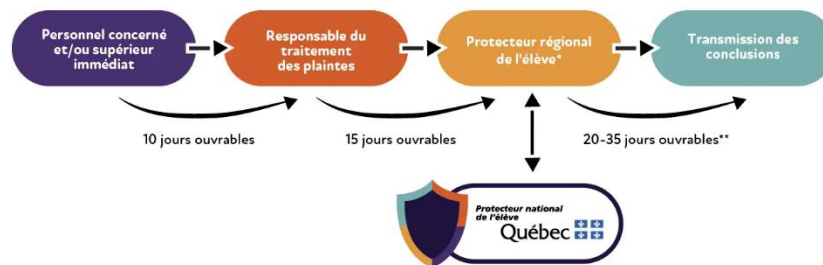 Personnel concerné
et/ou supérieur
immédiat
Responsable du
traitement
des plaintes
Protecteur régional
de l'élève*
Transmission des
conclusions
10 jours ouvrables
15 jours ouvrables
20-35 jours ouvrables**
Protecteur national
de l'élève
Québec